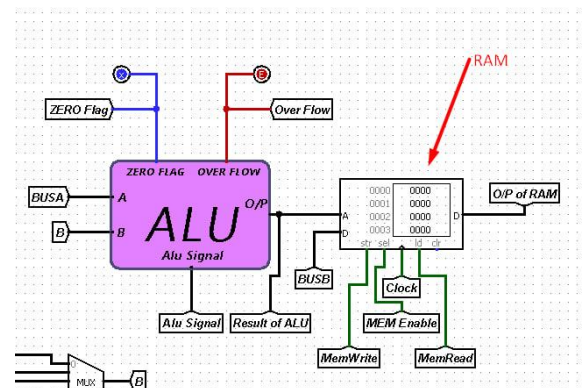 RAM
X
E
ZERO Flag
Over Flow
ZERO FLAG OVER FLOW
BUSA
A
O/P
B
B
ALU
Alu Signal
0000 0000
0001 0000
0002 0000
0003 0000
A
D
D
str sel ld clr
O/P of RAM
BUSB
Clock
Alu Signal
Result of ALU
MEM Enable
MemWrite
MemRead
0
MUX
B